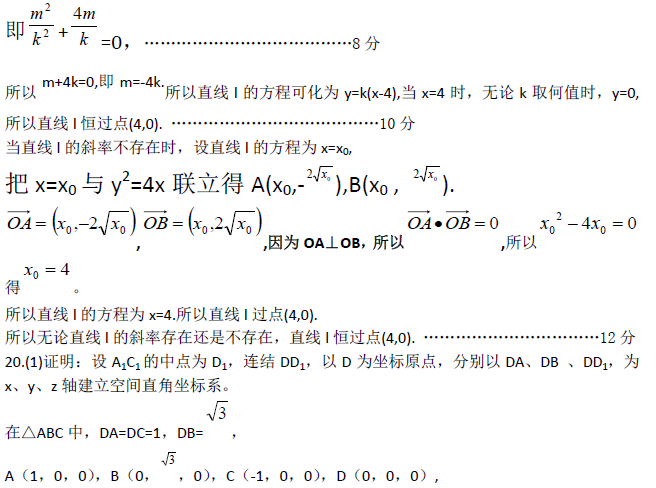 即 m²/k² + 4m/k =0，…………………………………8 分
所以 m+4k=0,即 m=-4k.所以直线 l 的方程可化为 y=k(x-4),当 x=4 时，无论 k 取何值时，y=0,
所以直线 l 恒过点(4,0). …………………………………10 分
当直线 l 的斜率不存在时，设直线 l 的方程为 x=x₀,
把 x=x₀ 与 y²=4x 联立得 A(x₀,-2√x₀),B(x₀ , 2√x₀).
OA⃗ = (x₀,-2√x₀) , OB⃗ = (x₀,2√x₀) ,因为 OA⊥OB，所以 OA⃗•OB⃗ = 0 ,所以 x₀² − 4x₀ = 0
得 x₀ = 4 。
所以直线 l 的方程为 x=4.所以直线 l 过点(4,0).
所以无论直线 l 的斜率存在还是不存在，直线 l 恒过点(4,0). ……………………………12 分
20.(1)证明：设 A₁C₁ 的中点为 D₁，连结 DD₁，以 D 为坐标原点，分别以 DA、DB 、DD₁，为
x、y、z 轴建立空间直角坐标系。
在△ABC 中，DA=DC=1，DB= √3 ，
A（1，0，0），B（0， √3 ，0），C（-1，0，0），D（0，0，0），